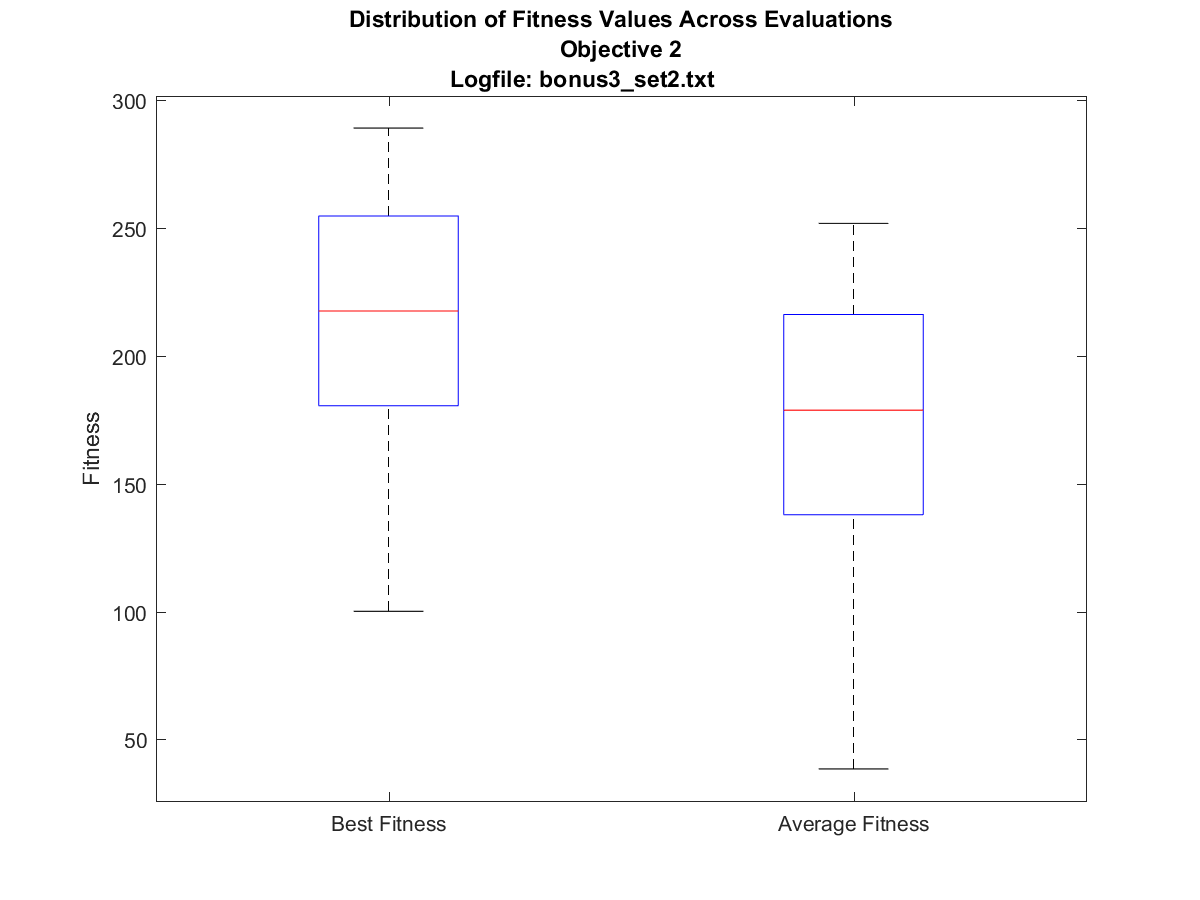 Distribution of Fitness Values Across Evaluations
Objective 2
Logfile: bonus3_set2.txt
300
250
200
150
100
50
Fitness
Best Fitness
Average Fitness